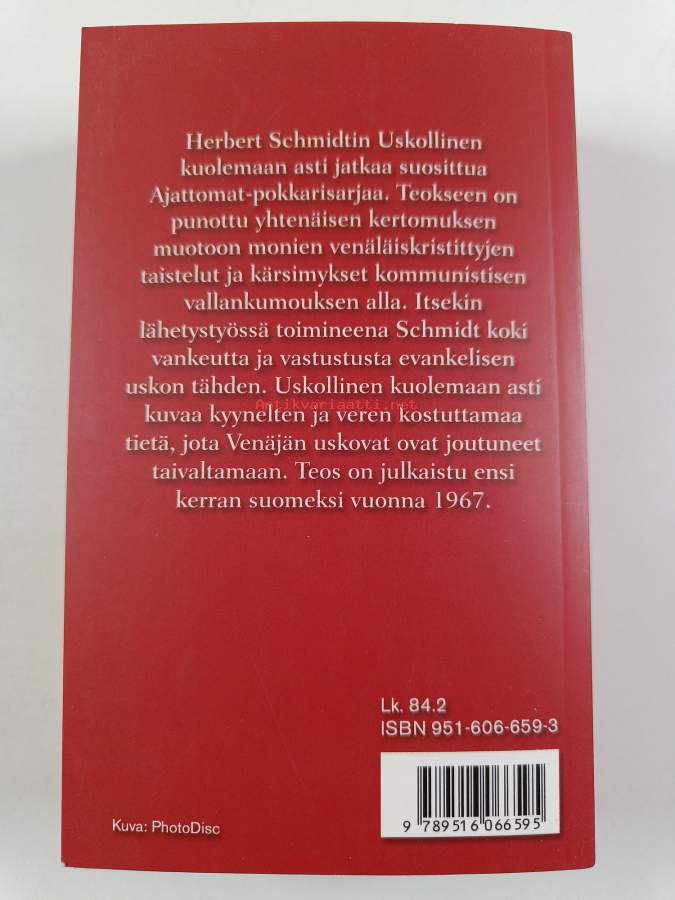 Herbert Schmidtin Uskollinen
kuolemaan asti jatkaa suosittua
Ajattomat-pokkarisarjaa. Teokseen on
punottu yhtenäisen kertomuksen
muotoon monien venäläiskristittyjen
taistelut ja kärsimykset kommunistisen
vallankumouksen alla. Itsekin
lähetystyössä toimineena Schmidt koki
vankeutta ja vastustusta evankelisen
uskon tähden. Uskollinen kuolemaan asti
Antikvariaatti.net
kuvaa kyynelten ja veren kostuttamaa
tietä, jota Venäjän uskovat ovat joutuneet
taivaltamaan. Teos on julkaistu ensi
kerran suomeksi vuonna 1967.
Lk. 84.2
ISBN 951-606-659-3
9 789516 066595
Kuva: PhotoDisc